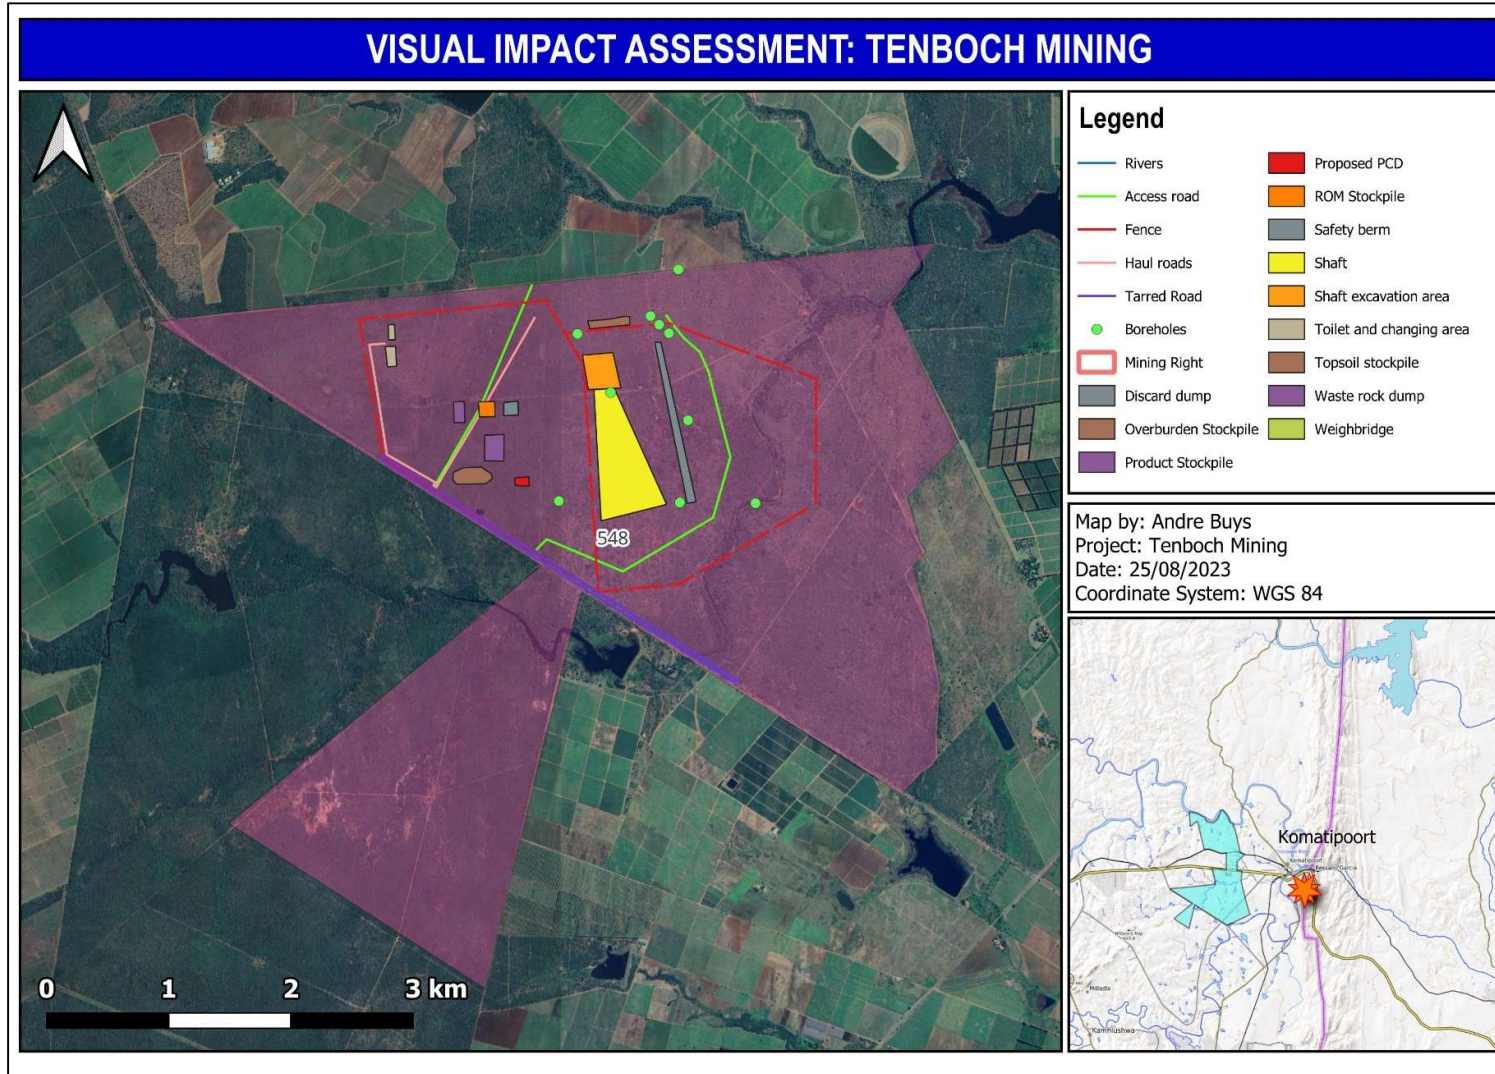 VISUAL IMPACT ASSESSMENT: TENBOCH MINING
548
0 1 2 3 km
Legend
Rivers
Access road
Fence
Haul roads
Tarred Road
Boreholes
Mining Right
Discard dump
Overburden Stockpile
Product Stockpile
Proposed PCD
ROM Stockpile
Safety berm
Shaft
Shaft excavation area
Toilet and changing area
Topsoil stockpile
Waste rock dump
Weighbridge
Map by: Andre Buys
Project: Tenboch Mining
Date: 25/08/2023
Coordinate System: WGS 84
Komatipoort
Komatipoort
Mdladla
Kamhlushwa